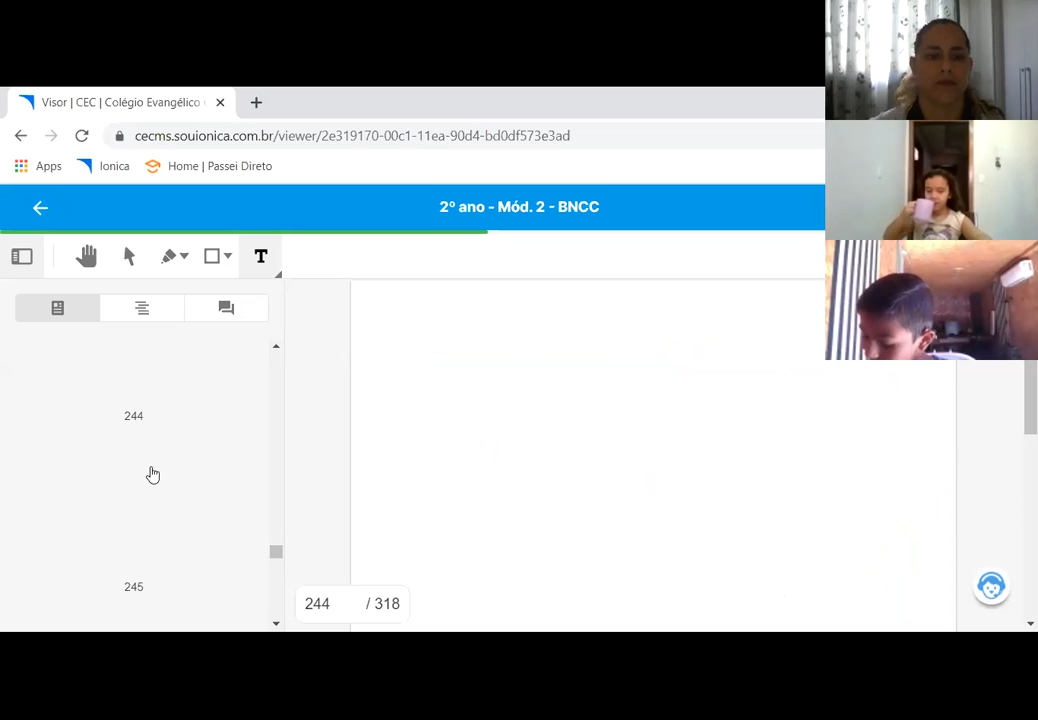 Visor | CEC | Colégio Evangélico
cecms.souionica.com.br/viewer/2e319170-00c1-11ea-90d4-bd0df573e3ad
Apps Ionica Home | Passei Direto
2º ano - Mód. 2 - BNCC
T
244
245
244 / 318